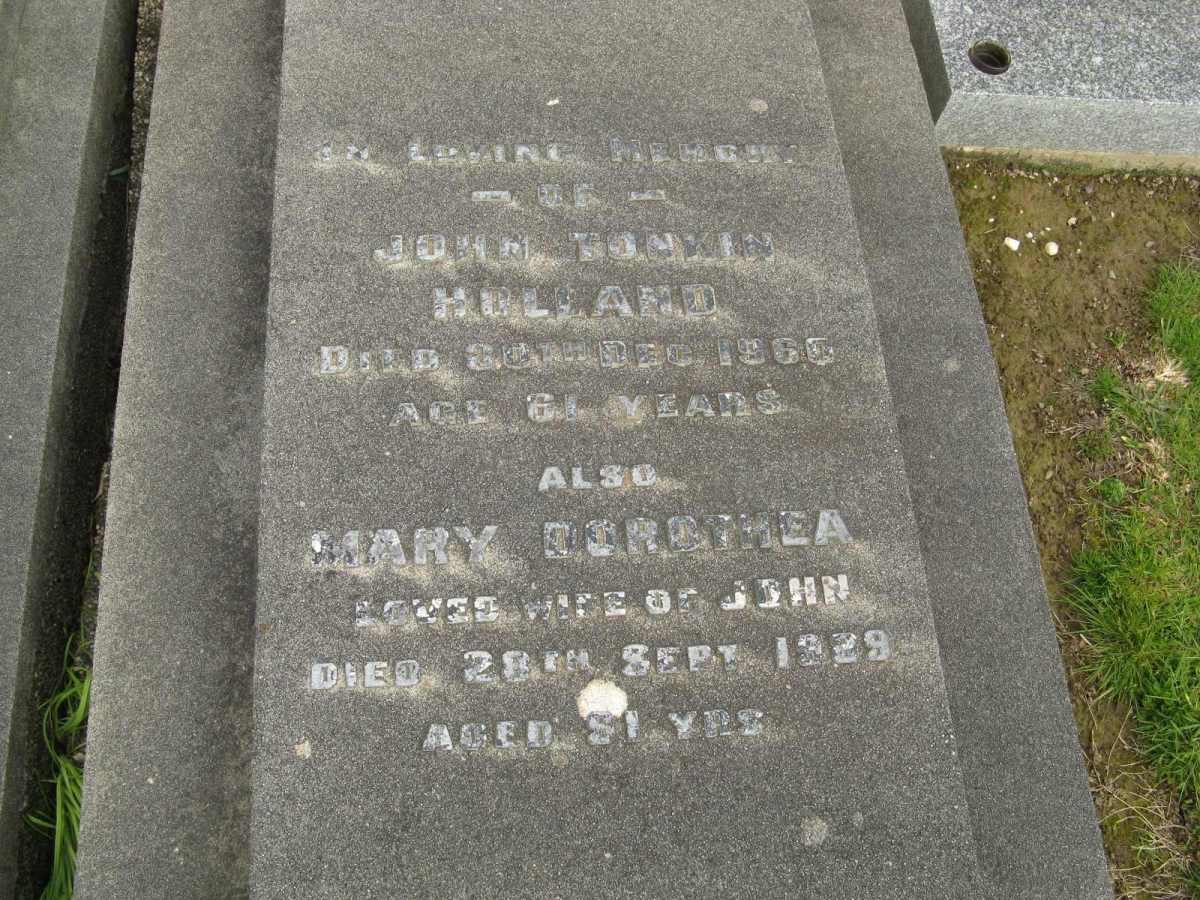 In Loving Memory
— OF —
JOHN TONKIN
HOLLAND
DIED 30TH DEC 1965
AGE 61 YEARS
ALSO
MARY DOROTHEA
LOVED WIFE OF JOHN
DIED 28TH SEPT 1989
AGED 81 YRS